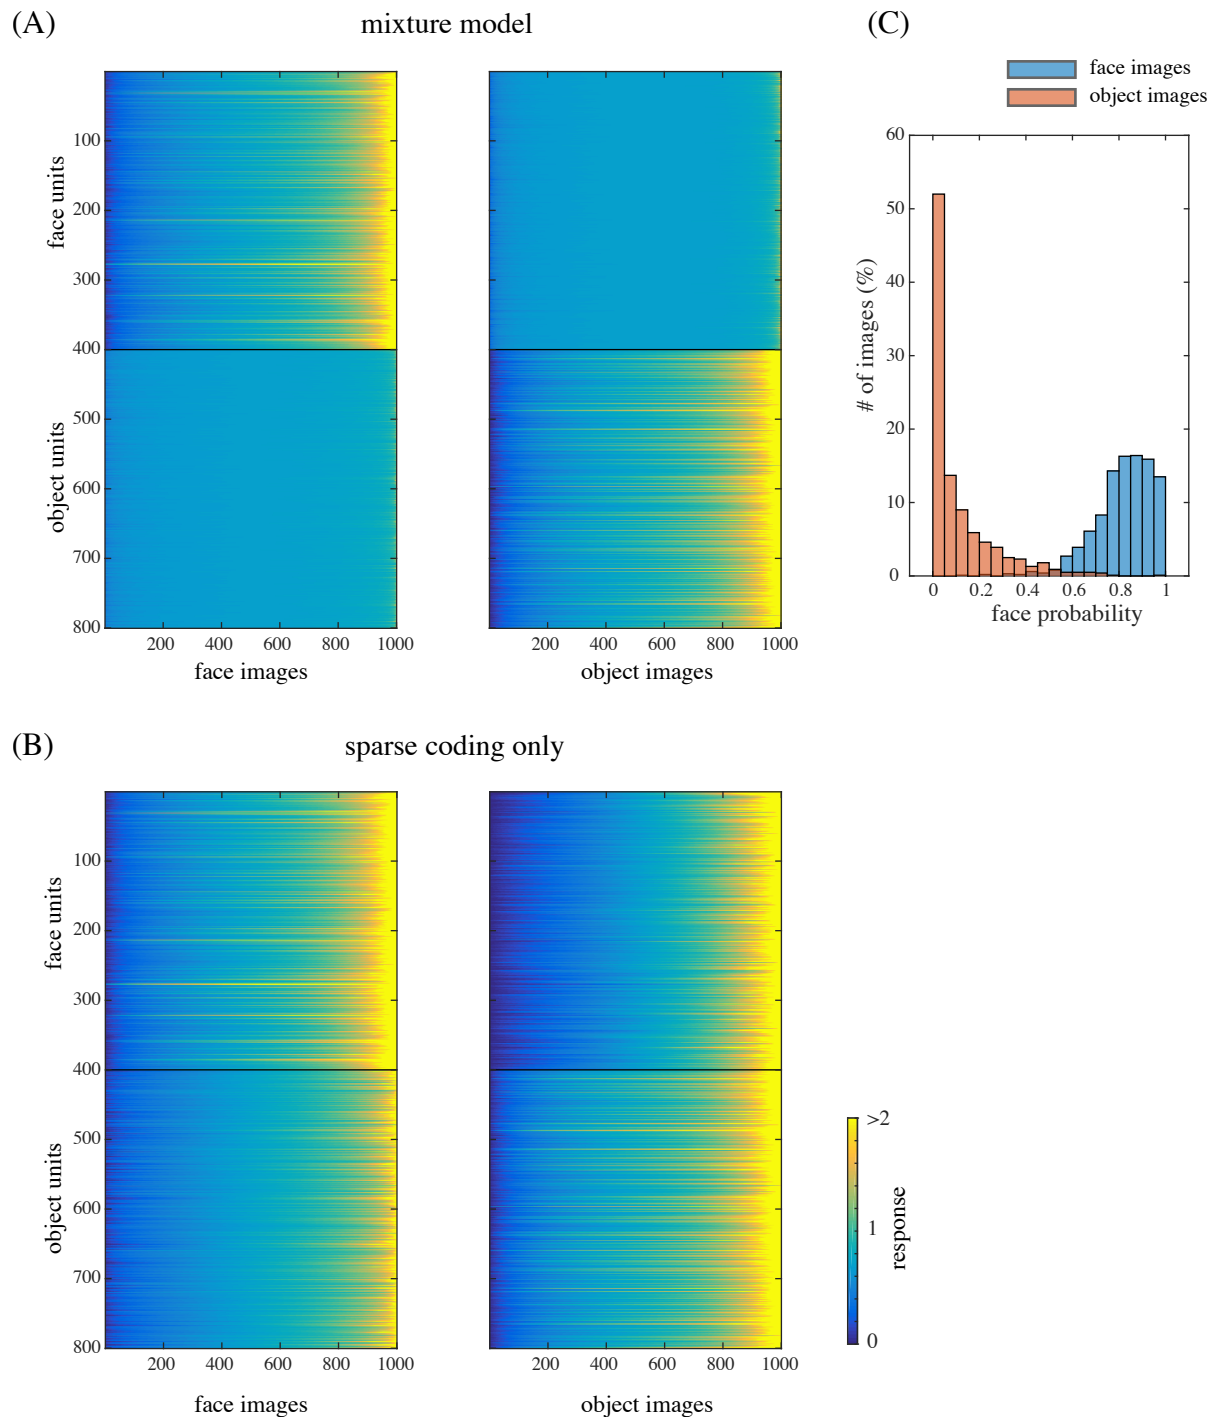 (A)
mixture model
face units
object units
100
200
300
400
500
600
700
800
200 400 600 800 1000
face images
200 400 600 800 1000
object images
(C)
face images
object images
# of images (%)
60
50
40
30
20
10
0
0 0.2 0.4 0.6 0.8 1
face probability
(B)
sparse coding only
face units
object units
100
200
300
400
500
600
700
800
200 400 600 800 1000
face images
200 400 600 800 1000
object images
>2
1
0
response